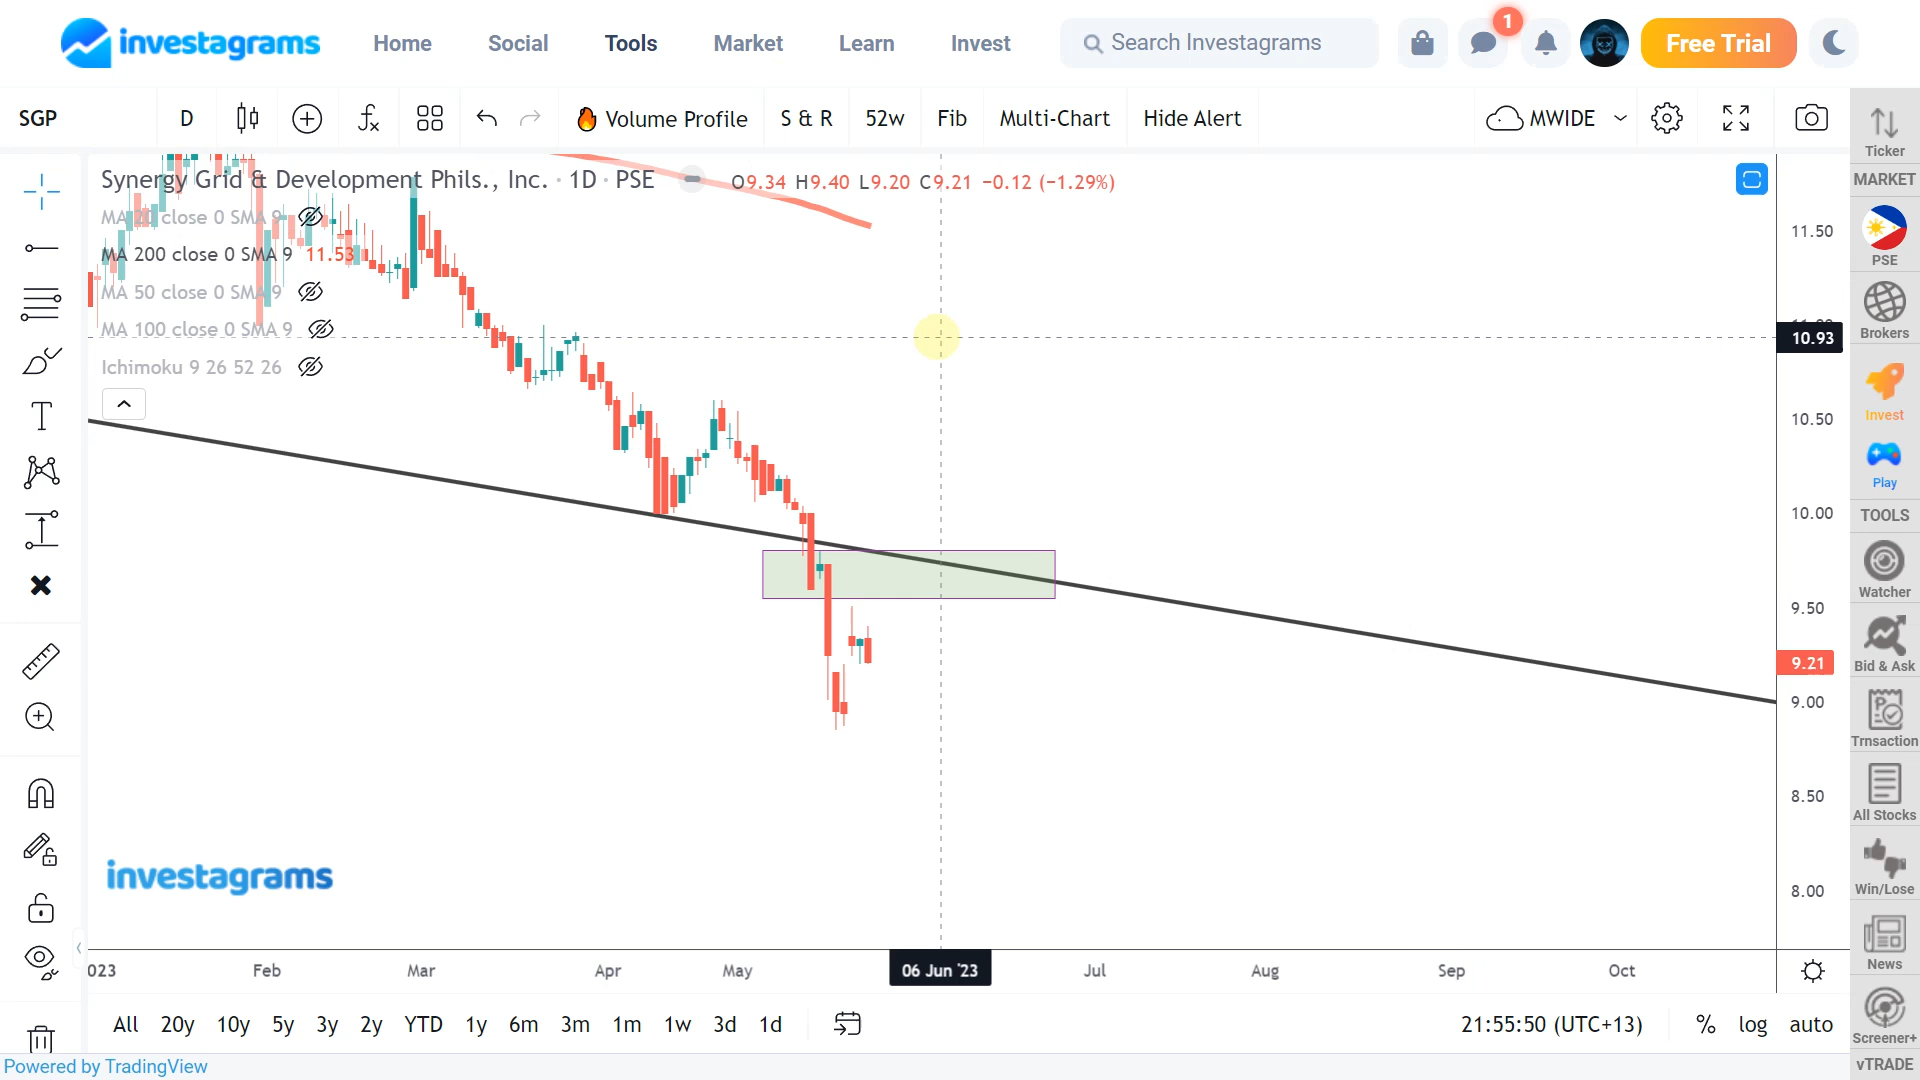 investagrams Home Social Tools Market Learn Invest Search Investagrams 1 Free Trial
SGP D Volume Profile S & R 52w Fib Multi-Chart Hide Alert MWIDE
Synergy Grid & Development Phils., Inc. · 1D · PSE O9.34 H9.40 L9.20 C9.21 −0.12 (−1.29%)
MA 20 close 0 SMA 9
MA 200 close 0 SMA 9 11.53
MA 50 close 0 SMA 9
MA 100 close 0 SMA 9
Ichimoku 9 26 52 26
11.50
10.93
10.50
10.00
9.50
9.21
9.00
8.50
8.00
investagrams
023 Feb Mar Apr May 06 Jun '23 Jul Aug Sep Oct
All 20y 10y 5y 3y 2y YTD 1y 6m 3m 1m 1w 3d 1d 21:55:50 (UTC+13) % log auto
Powered by TradingView
Ticker
MARKET
PSE
Brokers
Invest
Play
TOOLS
Watcher
Bid & Ask
Trnsaction
All Stocks
Win/Lose
News
Screener+
vTRADE